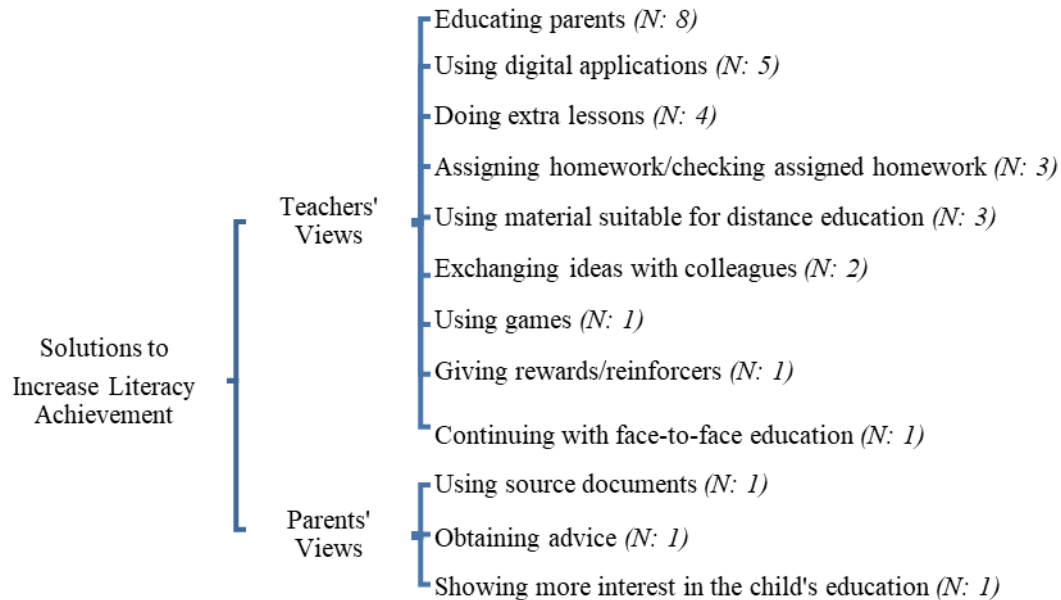 Solutions to
Increase Literacy
Achievement
Teachers'
Views
Educating parents (N: 8)
Using digital applications (N: 5)
Doing extra lessons (N: 4)
Assigning homework/checking assigned homework (N: 3)
Using material suitable for distance education (N: 3)
Exchanging ideas with colleagues (N: 2)
Using games (N: 1)
Giving rewards/reinforcers (N: 1)
Continuing with face-to-face education (N: 1)
Parents'
Views
Using source documents (N: 1)
Obtaining advice (N: 1)
Showing more interest in the child's education (N: 1)